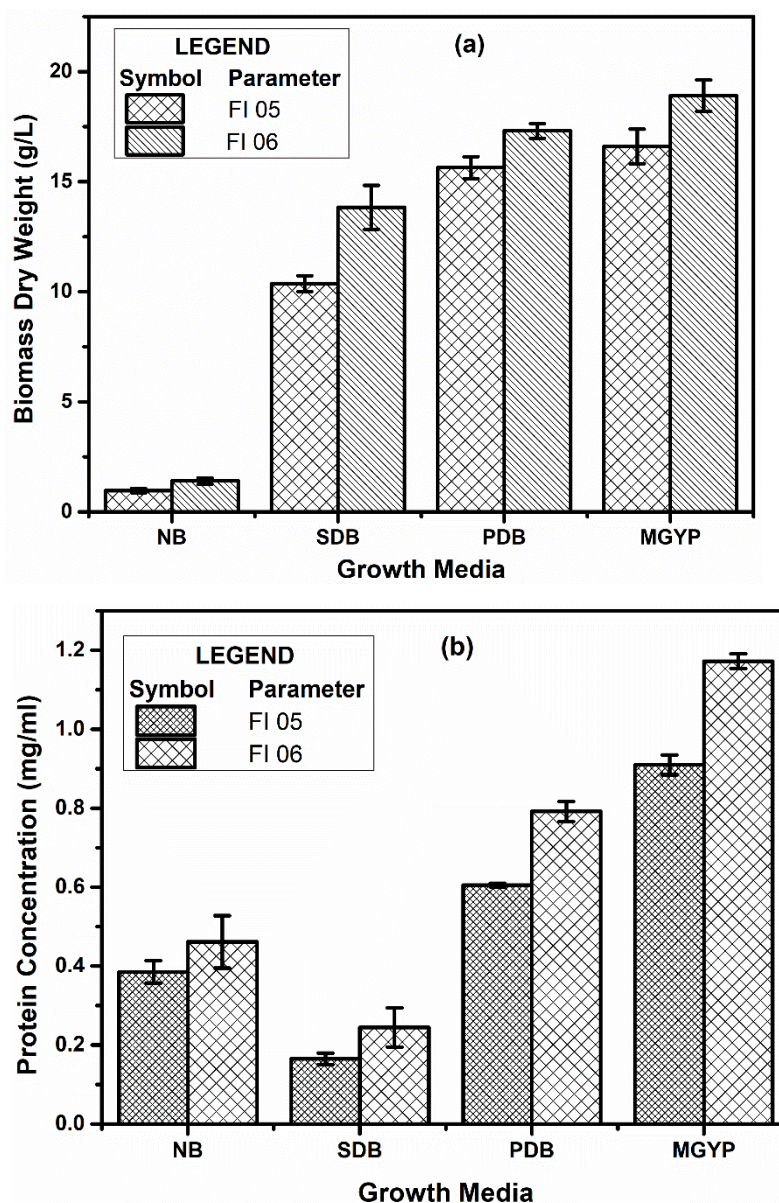 (a)
LEGEND
Symbol Parameter
FI 05
FI 06
20
15
10
5
0
Biomass Dry Weight (g/L)
NB SDB PDB MGYP
Growth Media
(b)
LEGEND
Symbol Parameter
FI 05
FI 06
1.2
1.0
0.8
0.6
0.4
0.2
0.0
Protein Concentration (mg/ml)
NB SDB PDB MGYP
Growth Media